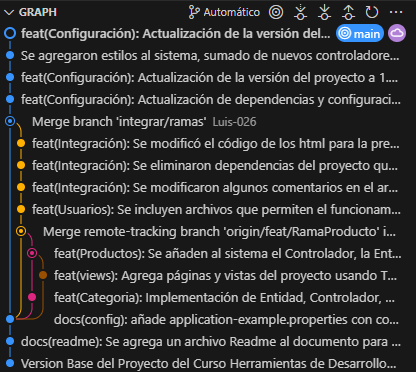 GRAPH
Automático
feat(Configuración): Actualización de la versión del... main
Se agregaron estilos al sistema, sumado de nuevos controladore...
feat(Configuración): Actualización de la versión del proyecto a 1....
feat(Configuración): Actualización de dependencias y configuraci...
Merge branch 'integrar/ramas' Luis-026
feat(Integración): Se modificó el código de los html para la pre...
feat(Integración): Se eliminaron dependencias del proyecto qu...
feat(Integración): Se modificaron algunos comentarios en el ar...
feat(Usuarios): Se incluyen archivos que permiten el funcionam...
Merge remote-tracking branch 'origin/feat/RamaProducto' i...
feat(Productos): Se añaden al sistema el Controlador, la Ent...
feat(views): Agrega páginas y vistas del proyecto usando T...
feat(Categoria): Implementación de Entidad, Controlador, ...
docs(config): añade application-example.properties con co...
docs(readme): Se agrega un archivo Readme al documento para ...
Version Base del Proyecto del Curso Herramientas de Desarrollo...